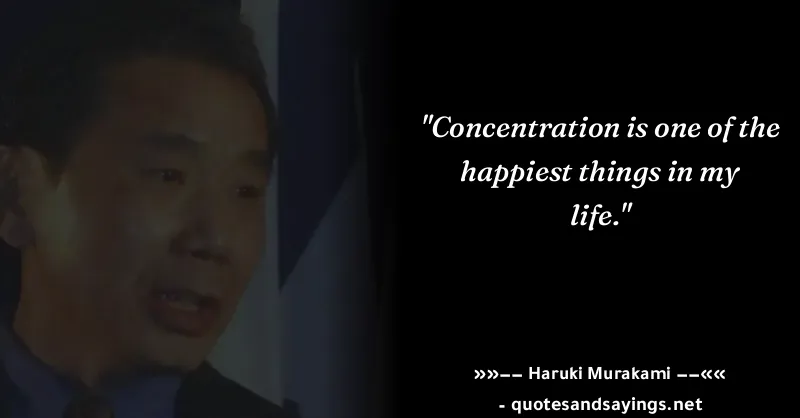 "Concentration is one of the
happiest things in my
life."
»»−− Haruki Murakami −−««
- quotesandsayings.net